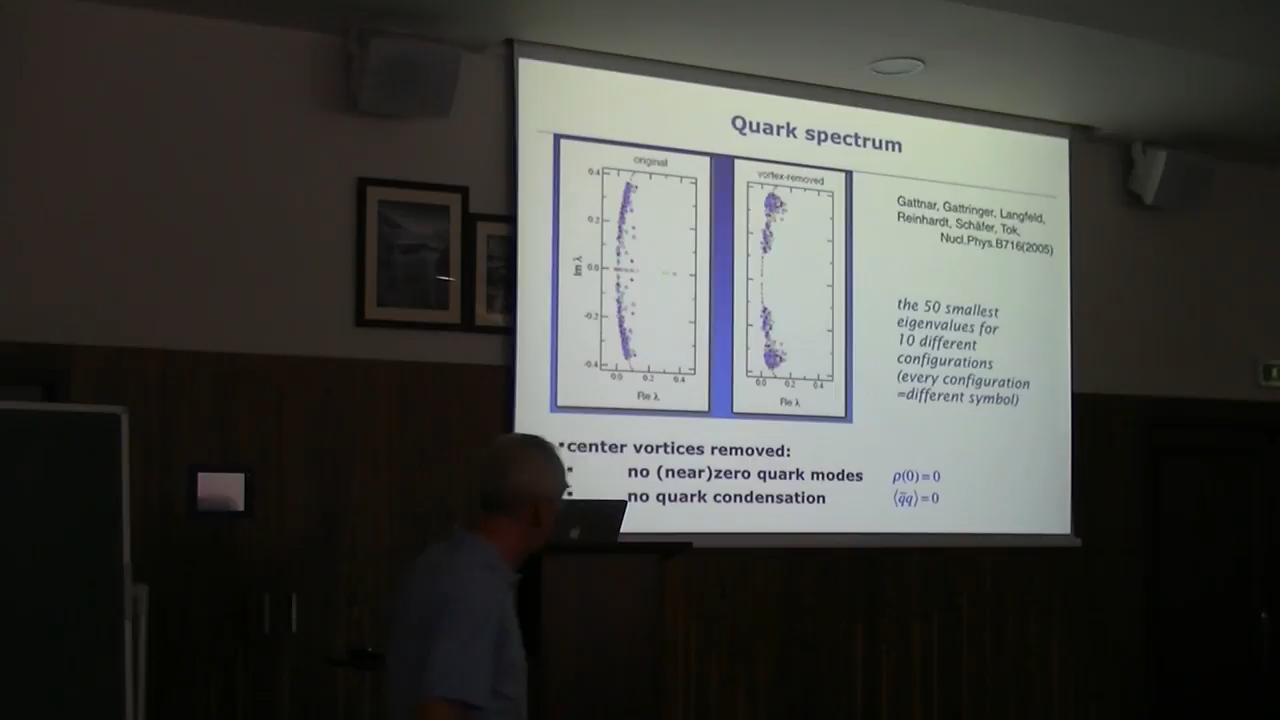 Quark spectrum
original
0.4
0.2
0.0
-0.2
-0.4
Im λ
0.0 0.2 0.4
Re λ
vortex-removed
0.0 0.2 0.4
Re λ
Gattnar, Gattringer, Langfeld,
Reinhardt, Schäfer, Tok,
Nucl.Phys.B716(2005)
the 50 smallest
eigenvalues for
10 different
configurations
(every configuration
=different symbol)
▪center vortices removed:
▪ no (near)zero quark modes ρ(0)=0
▪ no quark condensation ⟨q̄q⟩=0